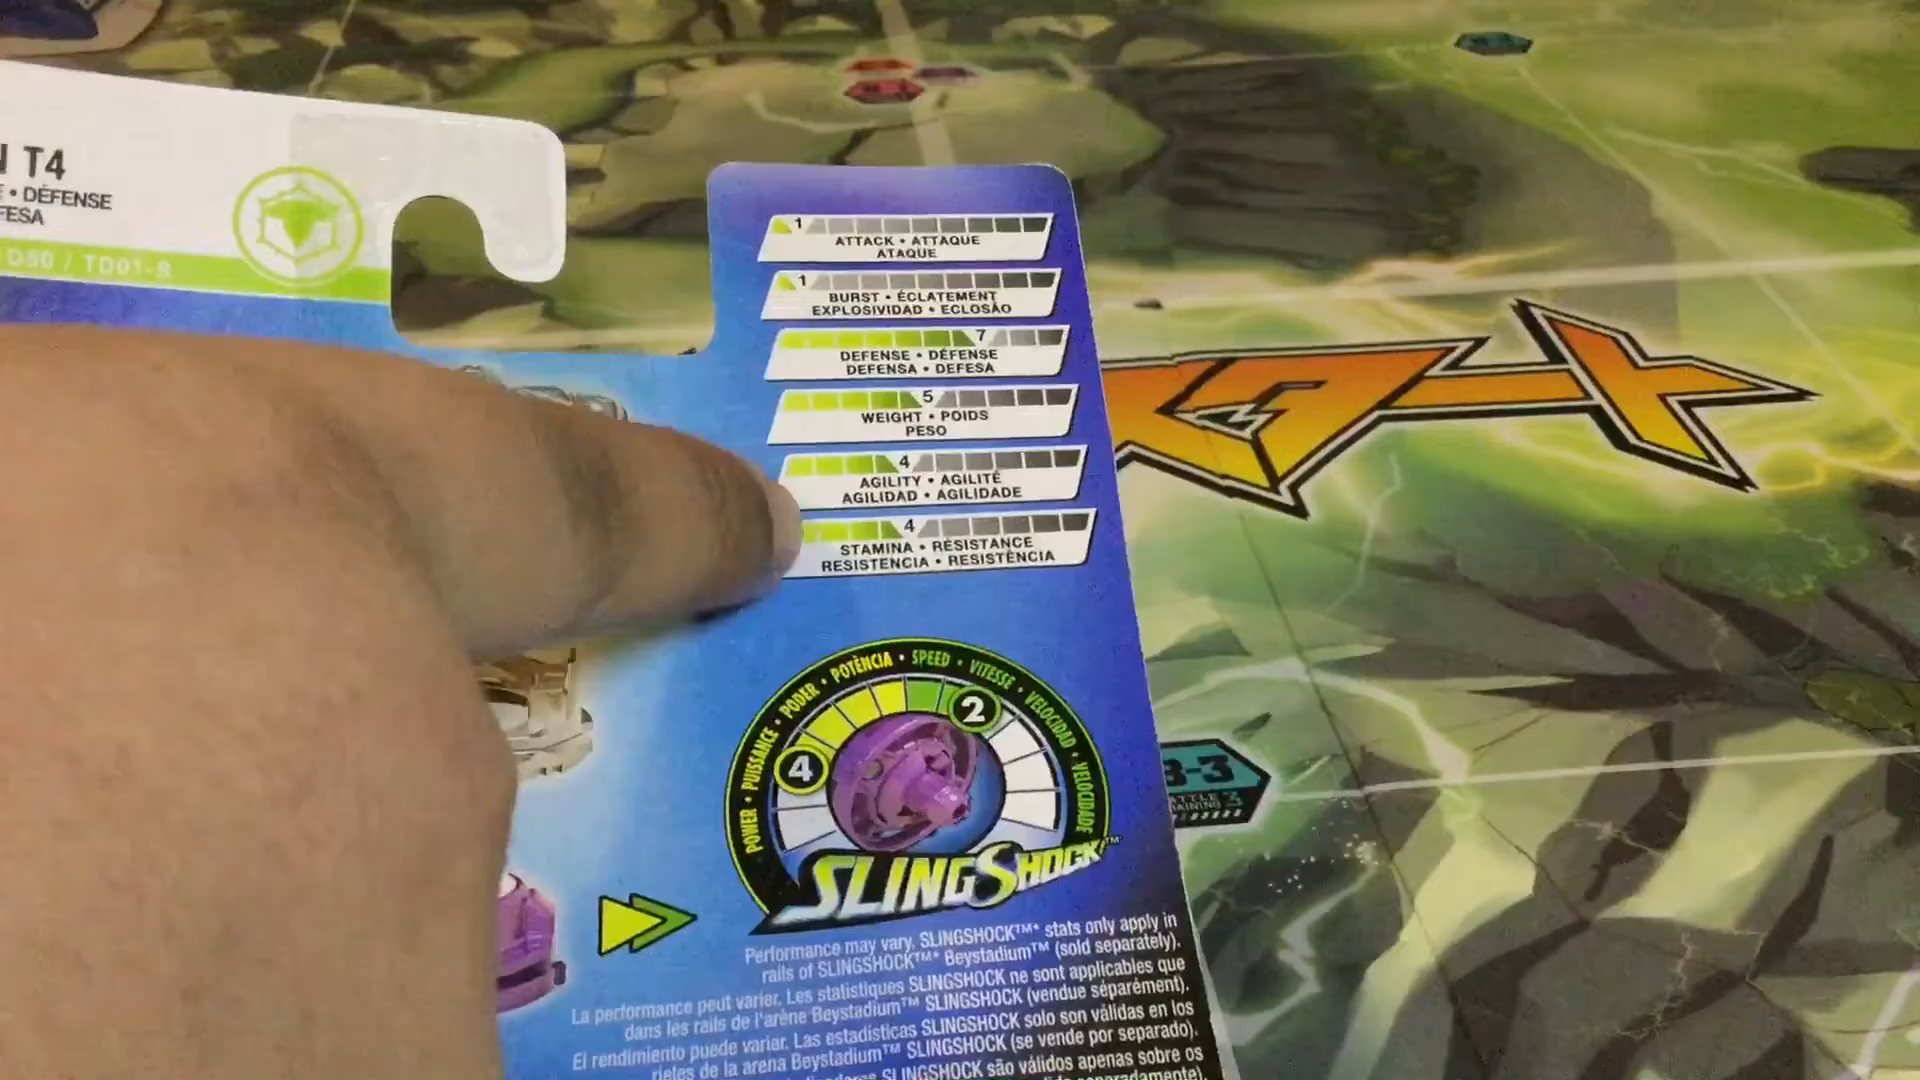 T4
• DÉFENSE
D50 / TD01-S
1
ATTACK • ATTAQUE
ATAQUE
1
BURST • ÉCLATEMENT
EXPLOSIVIDAD • ECLOSÃO
7
DEFENSE • DÉFENSE
DEFENSA • DEFESA
5
WEIGHT • POIDS
PESO
4
AGILITY • AGILITÉ
AGILIDAD • AGILIDADE
4
STAMINA • RÉSISTANCE
RESISTENCIA • RESISTÊNCIA
POWER • PUISSANCE • PODER • POTÊNCIA • SPEED • VITESSE • VELOCIDAD • VELOCIDADE
4
2
SLINGSHOCK™
Performance may vary. SLINGSHOCK™* stats only apply in
rails of SLINGSHOCK™* Beystadium™ (sold separately).
La performance peut varier. Les statistiques SLINGSHOCK ne sont applicables que
dans les rails de l'arène Beystadium™ SLINGSHOCK (vendue séparément).
El rendimiento puede variar. Las estadísticas SLINGSHOCK solo son válidas en los
rieles de la arena Beystadium™ SLINGSHOCK (se vende por separado).
SLINGSHOCK são válidos apenas sobre os
3-3